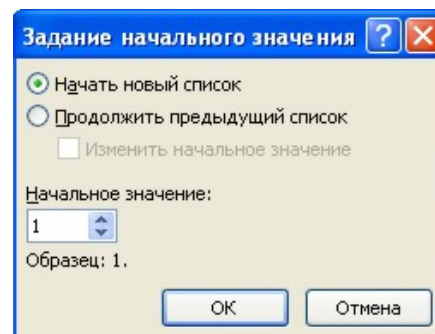 Задание начального значения
Начать новый список
Продолжить предыдущий список
Изменить начальное значение
Начальное значение:
1
Образец: 1.
ОК Отмена